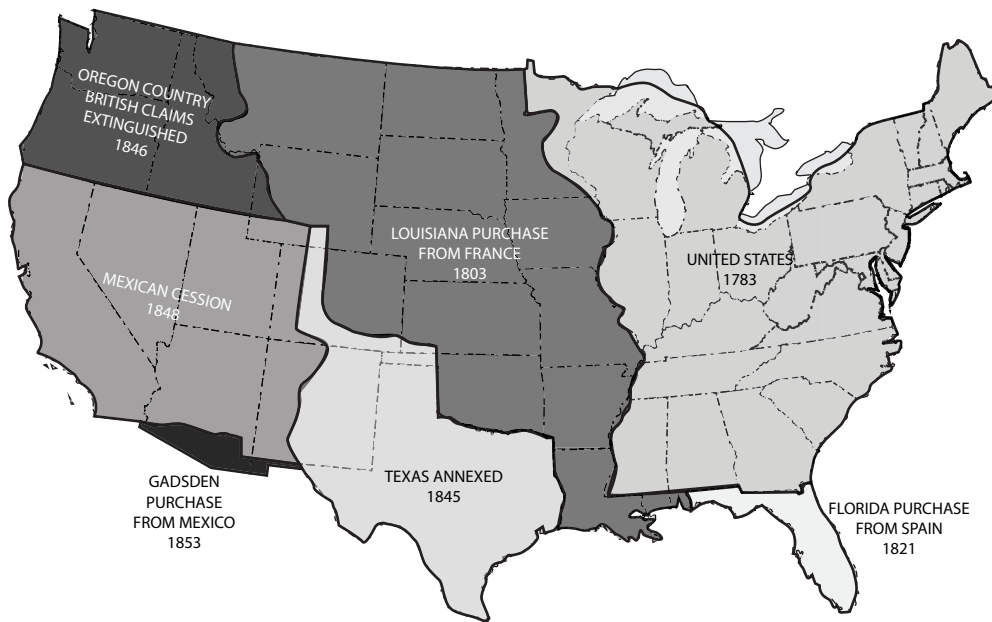 OREGON COUNTRY
BRITISH CLAIMS
EXTINGUISHED
1846
LOUISIANA PURCHASE
FROM FRANCE
1803
UNITED STATES
1783
MEXICAN CESSION
1848
TEXAS ANNEXED
1845
GADSDEN
PURCHASE
FROM MEXICO
1853
FLORIDA PURCHASE
FROM SPAIN
1821